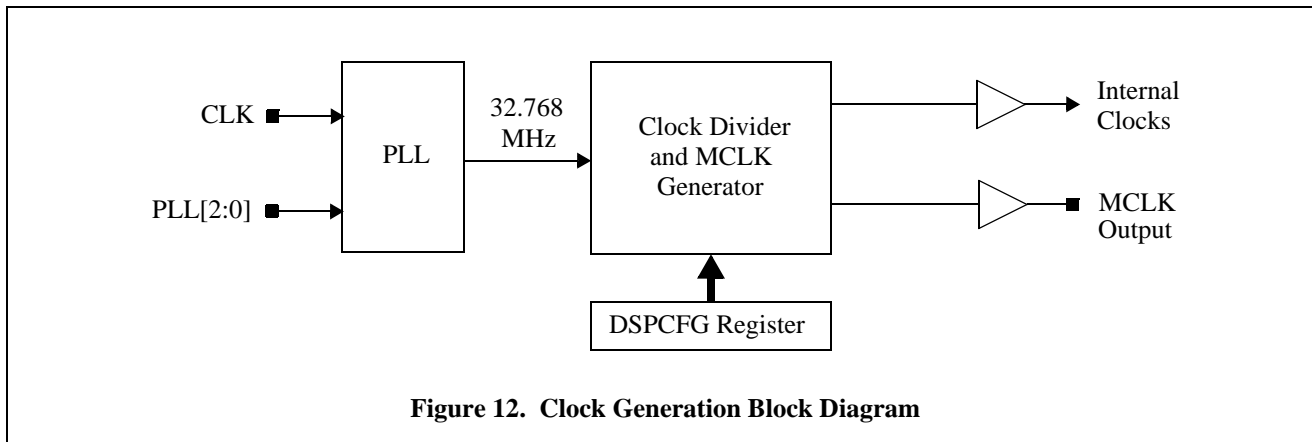 CLK
PLL[2:0]
PLL
32.768
MHz
Clock Divider
and MCLK
Generator
DSPCFG Register
Internal
Clocks
MCLK
Output
Figure 12. Clock Generation Block Diagram